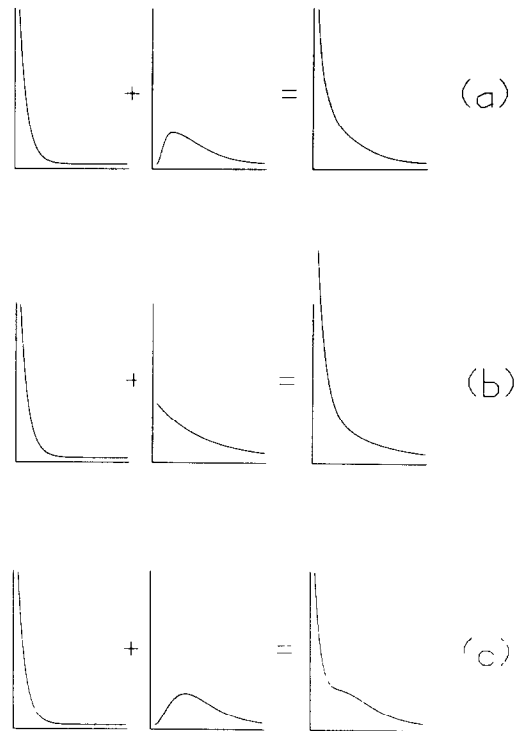 + = (a)
+ = (b)
+ = (c)